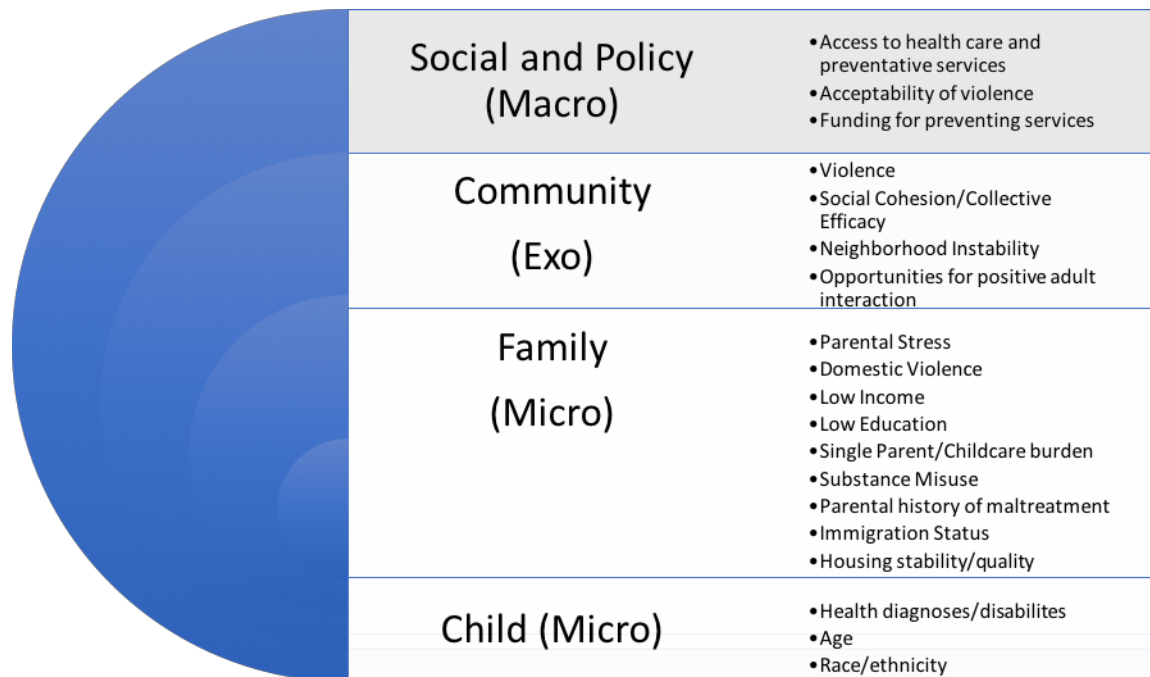 Social and Policy
(Macro)
•Access to health care and
preventative services
•Acceptability of violence
•Funding for preventing services
Community
(Exo)
•Violence
•Social Cohesion/Collective
Efficacy
•Neighborhood Instability
•Opportunities for positive adult
interaction
Family
(Micro)
•Parental Stress
•Domestic Violence
•Low Income
•Low Education
•Single Parent/Childcare burden
•Substance Misuse
•Parental history of maltreatment
•Immigration Status
•Housing stability/quality
Child (Micro)
•Health diagnoses/disabilites
•Age
•Race/ethnicity